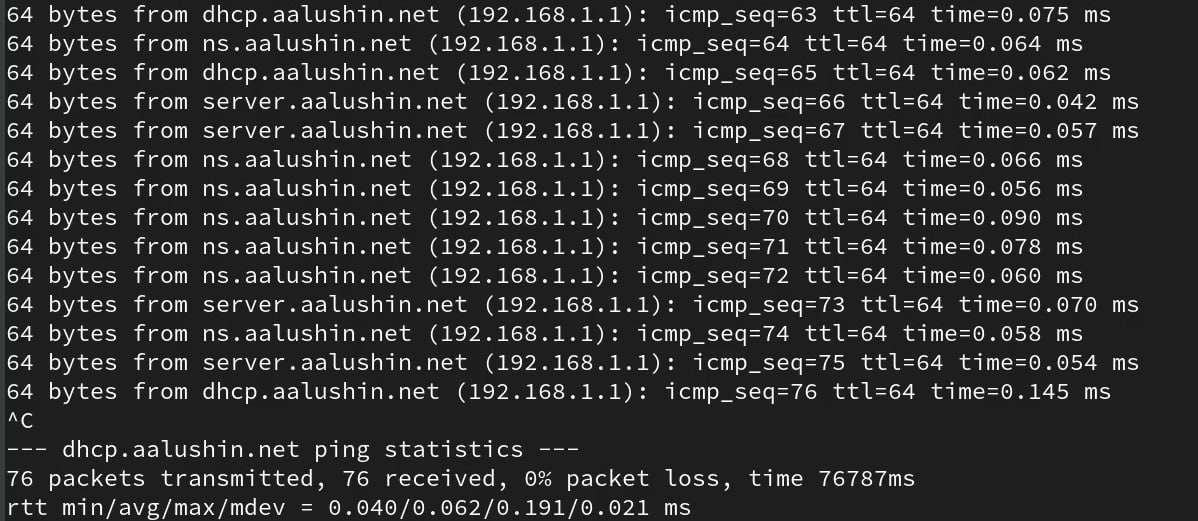 64 bytes from dhcp.aalushin.net (192.168.1.1): icmp_seq=63 ttl=64 time=0.075 ms
64 bytes from ns.aalushin.net (192.168.1.1): icmp_seq=64 ttl=64 time=0.064 ms
64 bytes from dhcp.aalushin.net (192.168.1.1): icmp_seq=65 ttl=64 time=0.062 ms
64 bytes from server.aalushin.net (192.168.1.1): icmp_seq=66 ttl=64 time=0.042 ms
64 bytes from server.aalushin.net (192.168.1.1): icmp_seq=67 ttl=64 time=0.057 ms
64 bytes from ns.aalushin.net (192.168.1.1): icmp_seq=68 ttl=64 time=0.066 ms
64 bytes from ns.aalushin.net (192.168.1.1): icmp_seq=69 ttl=64 time=0.056 ms
64 bytes from ns.aalushin.net (192.168.1.1): icmp_seq=70 ttl=64 time=0.090 ms
64 bytes from ns.aalushin.net (192.168.1.1): icmp_seq=71 ttl=64 time=0.078 ms
64 bytes from ns.aalushin.net (192.168.1.1): icmp_seq=72 ttl=64 time=0.060 ms
64 bytes from server.aalushin.net (192.168.1.1): icmp_seq=73 ttl=64 time=0.070 ms
64 bytes from ns.aalushin.net (192.168.1.1): icmp_seq=74 ttl=64 time=0.058 ms
64 bytes from server.aalushin.net (192.168.1.1): icmp_seq=75 ttl=64 time=0.054 ms
64 bytes from dhcp.aalushin.net (192.168.1.1): icmp_seq=76 ttl=64 time=0.145 ms
^C
--- dhcp.aalushin.net ping statistics ---
76 packets transmitted, 76 received, 0% packet loss, time 76787ms
rtt min/avg/max/mdev = 0.040/0.062/0.191/0.021 ms